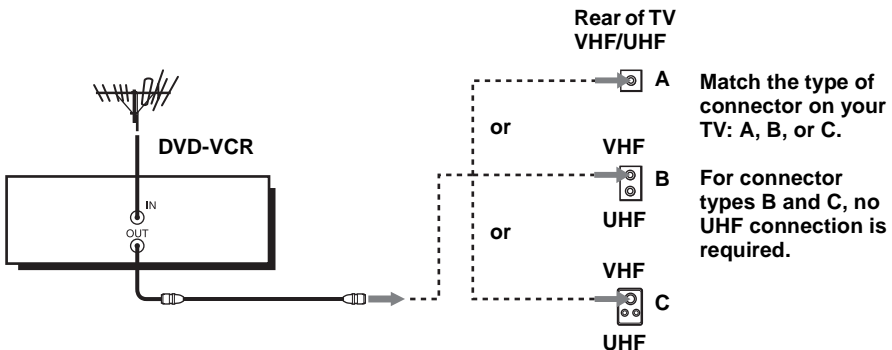 Rear of TV
VHF/UHF
A
Match the type of
connector on your
TV: A, B, or C.
or
DVD-VCR
VHF
B
For connector
types B and C, no
UHF connection is
required.
IN
OUT
UHF
or
VHF
C
UHF